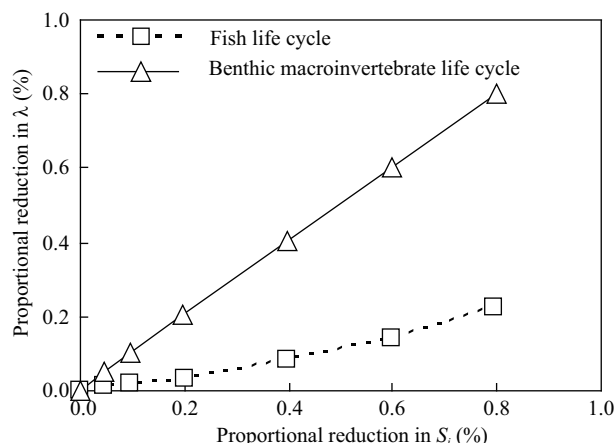 1.0
Fish life cycle
Benthic macroinvertebrate life cycle
0.8
0.6
0.4
0.2
0.0
Proportional reduction in λ (%)
0.0 0.2 0.4 0.6 0.8 1.0
Proportional reduction in Si (%)